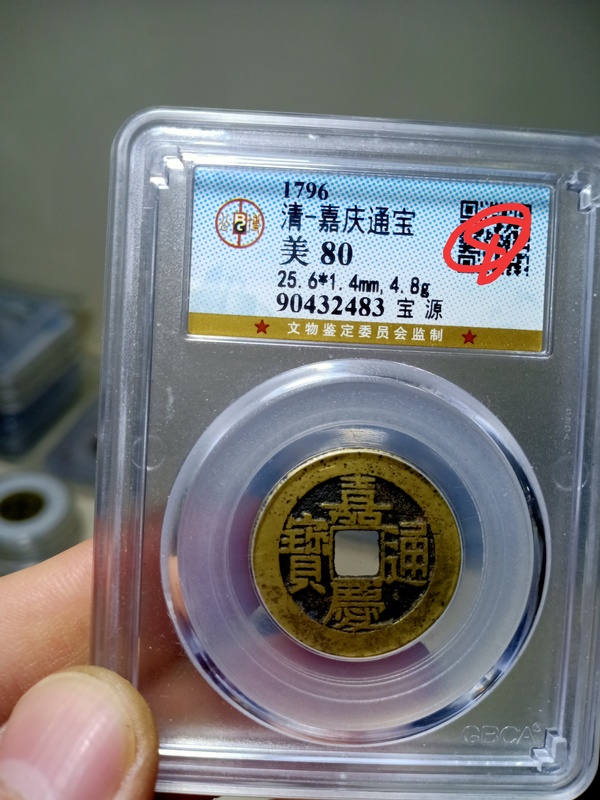 1796
清-嘉庆通宝
美 80
25.6*1.4mm,4.8g
90432483 宝 源
文物鉴定委员会监制
嘉
寶 通
慶
GBCA